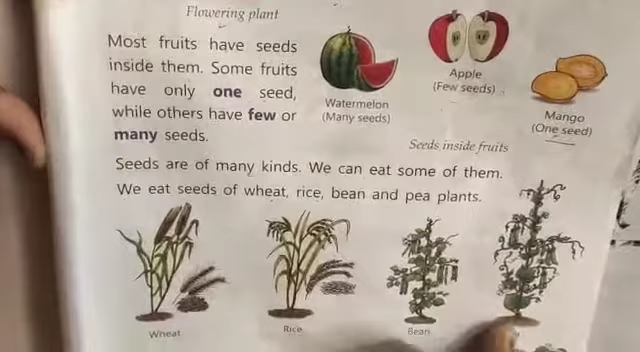 Flowering plant
Most fruits have seeds
inside them. Some fruits
have only one seed,
while others have few or
many seeds.
Watermelon
(Many seeds)
Apple
(Few seeds)
Mango
(One seed)
Seeds inside fruits
Seeds are of many kinds. We can eat some of them.
We eat seeds of wheat, rice, bean and pea plants.
Wheat
Rice
Bean